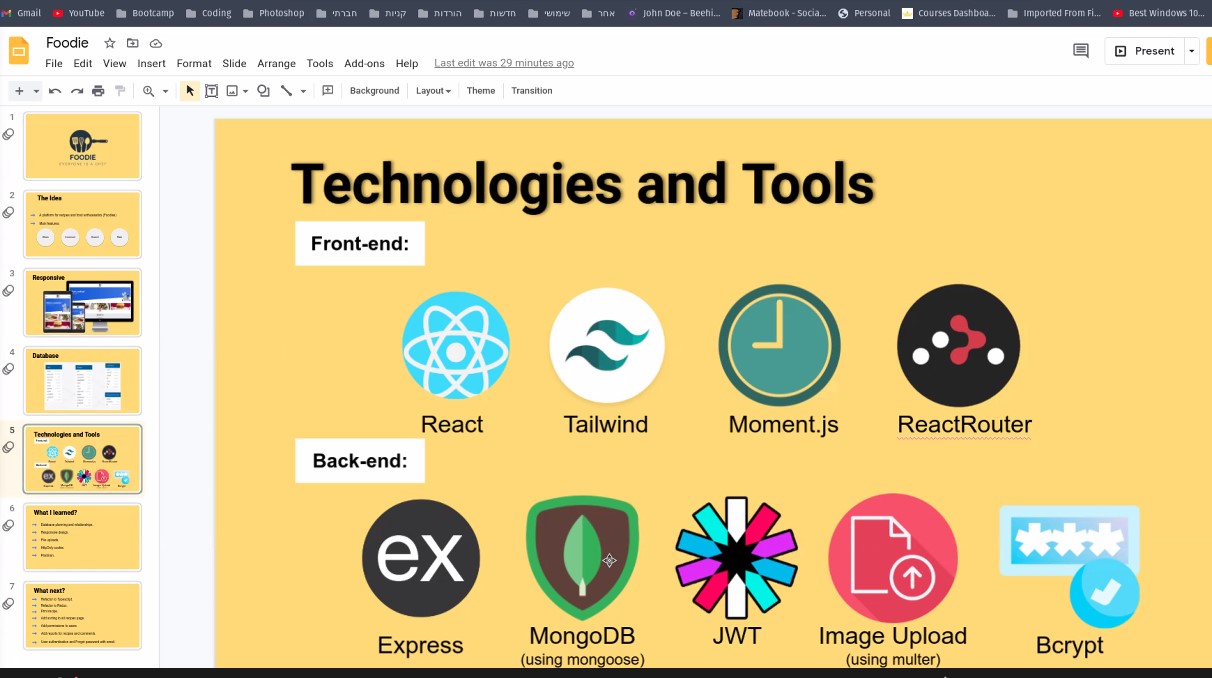 Gmail YouTube Bootcamp Coding Photoshop חברתי קניות הורדות חדשות שימושי אחר John Doe – Beehi... Matebook - Socia... Personal Courses Dashboa... Imported From Fi... Best Windows 10...
Foodie
File Edit View Insert Format Slide Arrange Tools Add-ons Help Last edit was 29 minutes ago
Present
Background Layout Theme Transition
1
FOODIE
2
The Idea
3
Responsive
4
Database
5
Technologies and Tools
6
What I learned?
7
What next?
Technologies and Tools
Front-end:
React Tailwind Moment.js ReactRouter
Back-end:
ex
Express MongoDB JWT Image Upload Bcrypt
(using mongoose) (using multer)